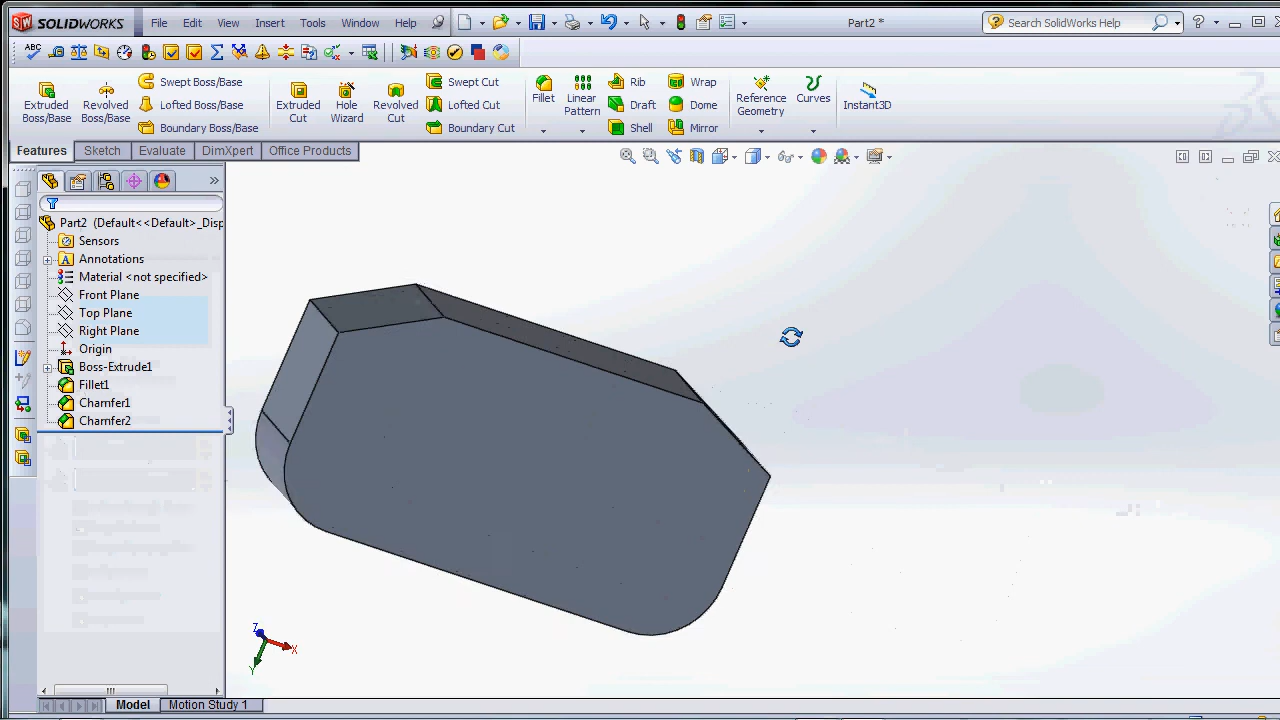 SOLIDWORKS File Edit View Insert Tools Window Help Part2 * Search SolidWorks Help
ABC
Extruded Boss/Base
Revolved Boss/Base
Swept Boss/Base
Lofted Boss/Base
Boundary Boss/Base
Extruded Cut
Hole Wizard
Revolved Cut
Swept Cut
Lofted Cut
Boundary Cut
Fillet
Linear Pattern
Rib
Draft
Shell
Wrap
Dome
Mirror
Reference Geometry
Curves
Instant3D
Features Sketch Evaluate DimXpert Office Products
Part2 (Default<<Default>_Disp
Sensors
Annotations
Material <not specified>
Front Plane
Top Plane
Right Plane
Origin
Boss-Extrude1
Fillet1
Chamfer1
Chamfer2
Z
X
Y
Model Motion Study 1